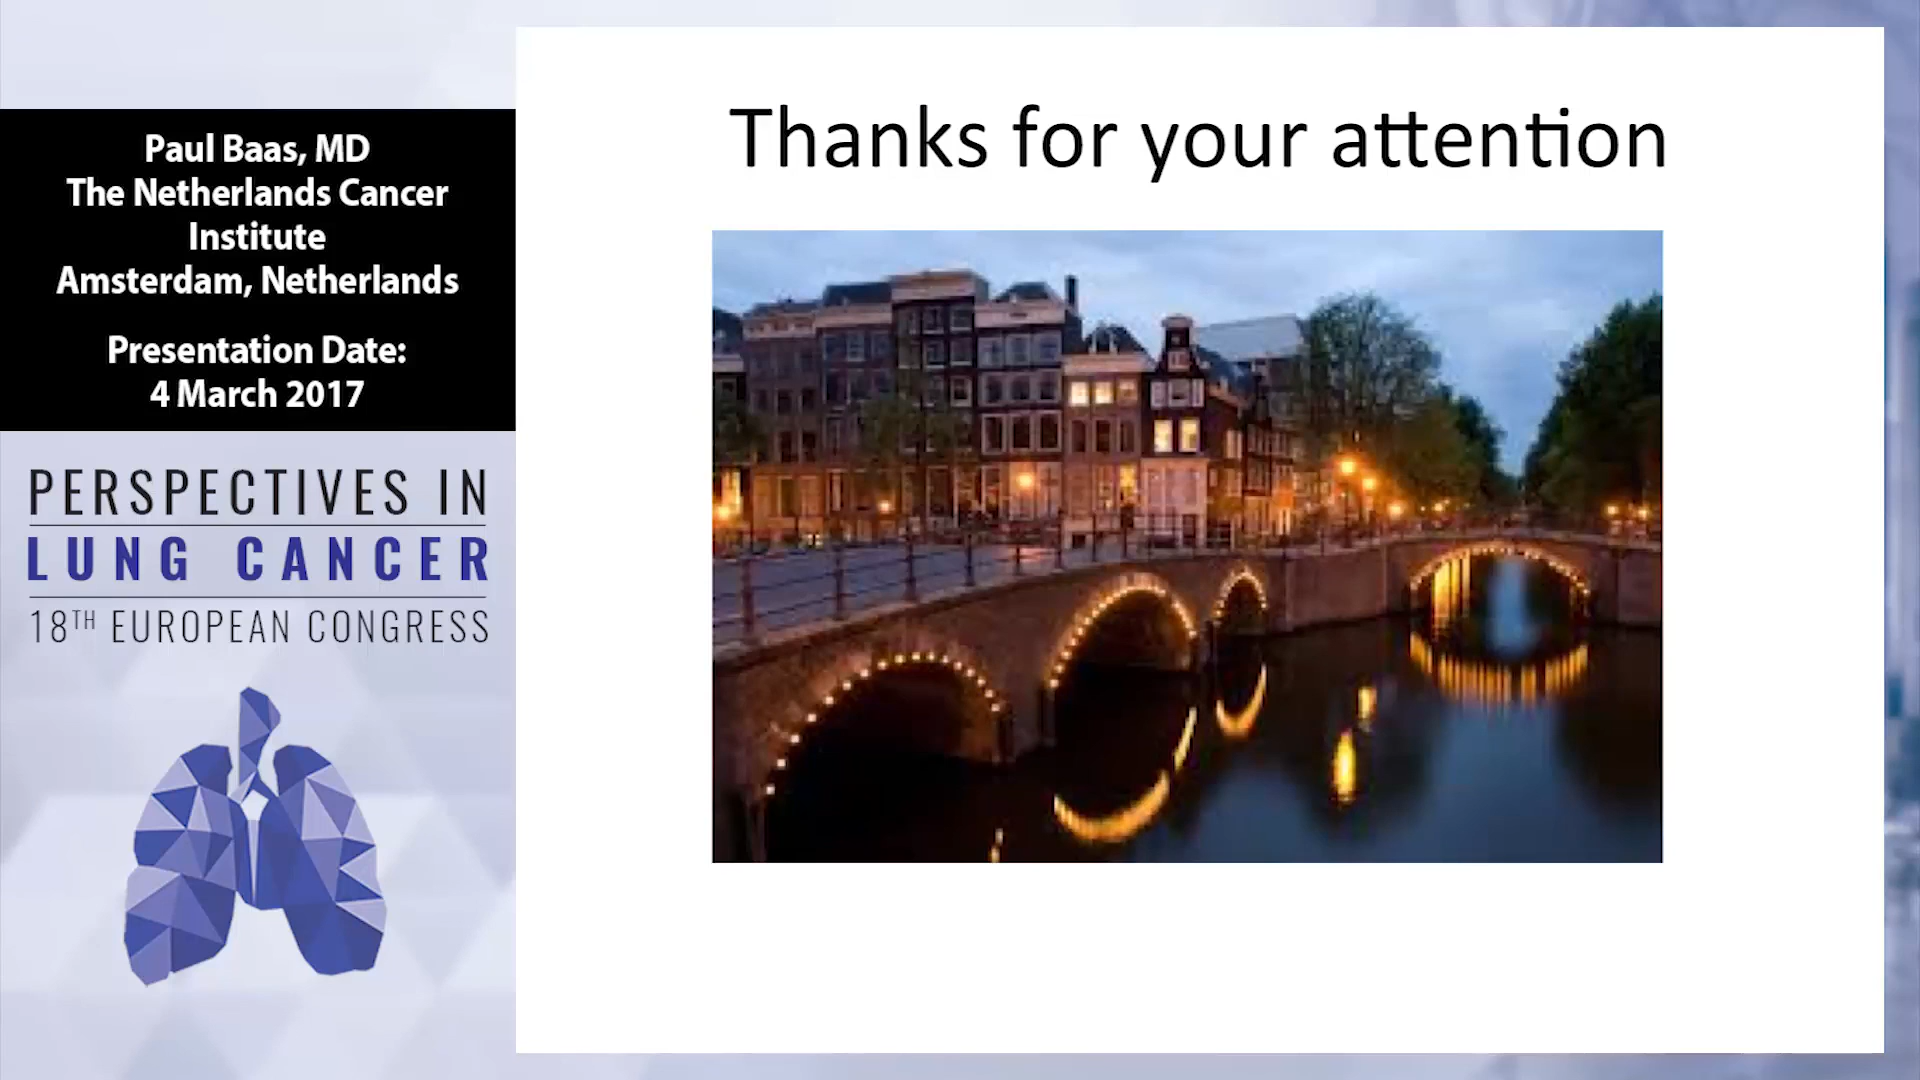 Paul Baas, MD
The Netherlands Cancer
Institute
Amsterdam, Netherlands
Presentation Date:
4 March 2017
PERSPECTIVES IN
LUNG CANCER
18TH EUROPEAN CONGRESS
Thanks for your attention